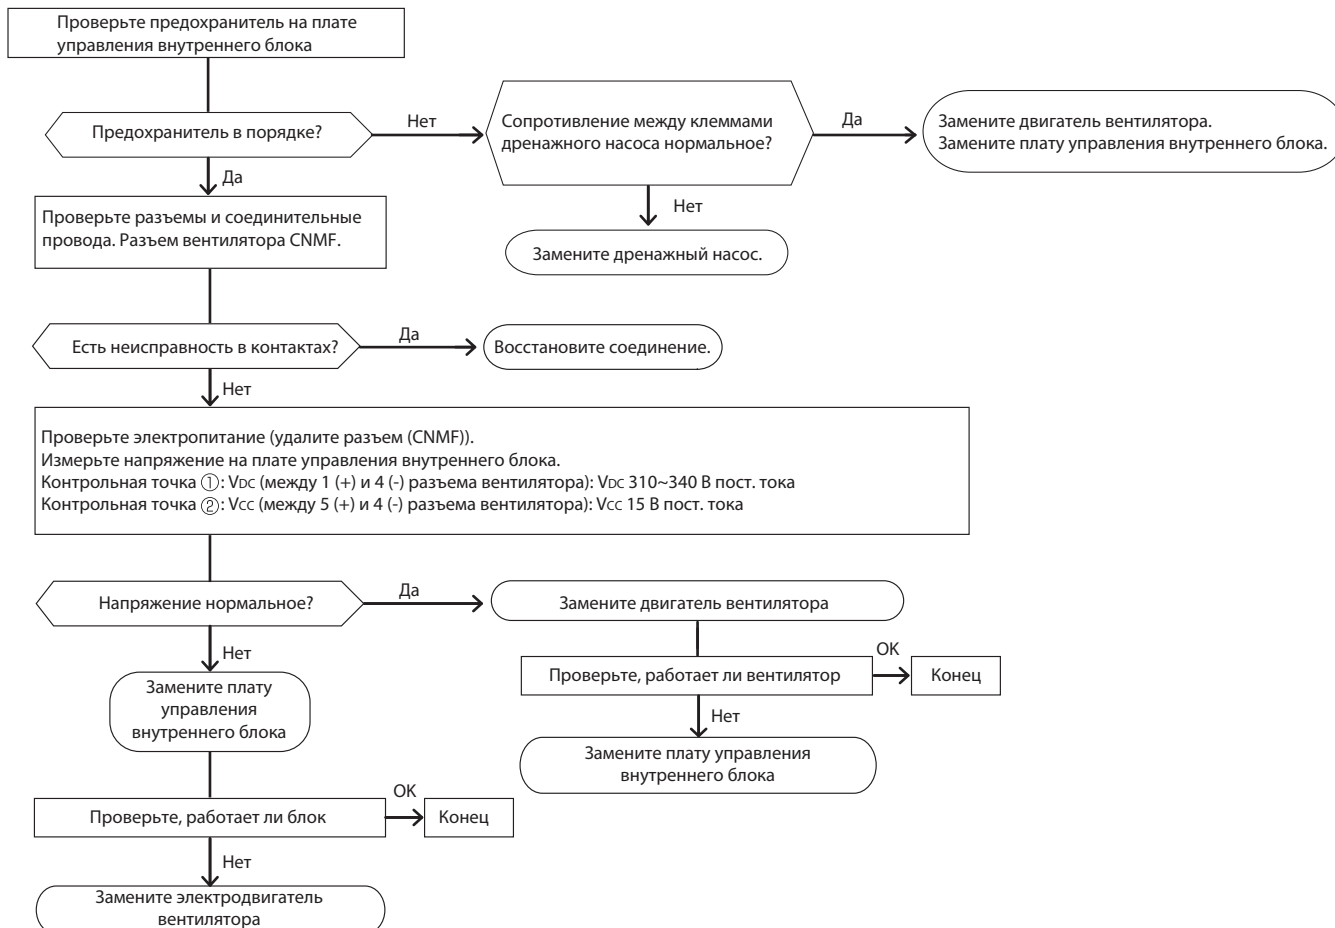 Проверьте предохранитель на плате
управления внутреннего блока
Предохранитель в порядке?
Нет
Сопротивление между клеммами
дренажного насоса нормальное?
Да
Замените двигатель вентилятора.
Замените плату управления внутреннего блока.
Да
Нет
Проверьте разъемы и соединительные
провода. Разъем вентилятора CNMF.
Замените дренажный насос.
Есть неисправность в контактах?
Да
Восстановите соединение.
Нет
Проверьте электропитание (удалите разъем (CNMF)).
Измерьте напряжение на плате управления внутреннего блока.
Контрольная точка ①: VDC (между 1 (+) и 4 (-) разъема вентилятора): VDC 310~340 В пост. тока
Контрольная точка ②: Vcc (между 5 (+) и 4 (-) разъема вентилятора): Vcc 15 В пост. тока
Напряжение нормальное?
Да
Замените двигатель вентилятора
Нет
Проверьте, работает ли вентилятор
OK
Конец
Замените плату
управления
внутреннего блока
Нет
Замените плату управления
внутреннего блока
Проверьте, работает ли блок
OK
Конец
Нет
Замените электродвигатель
вентилятора